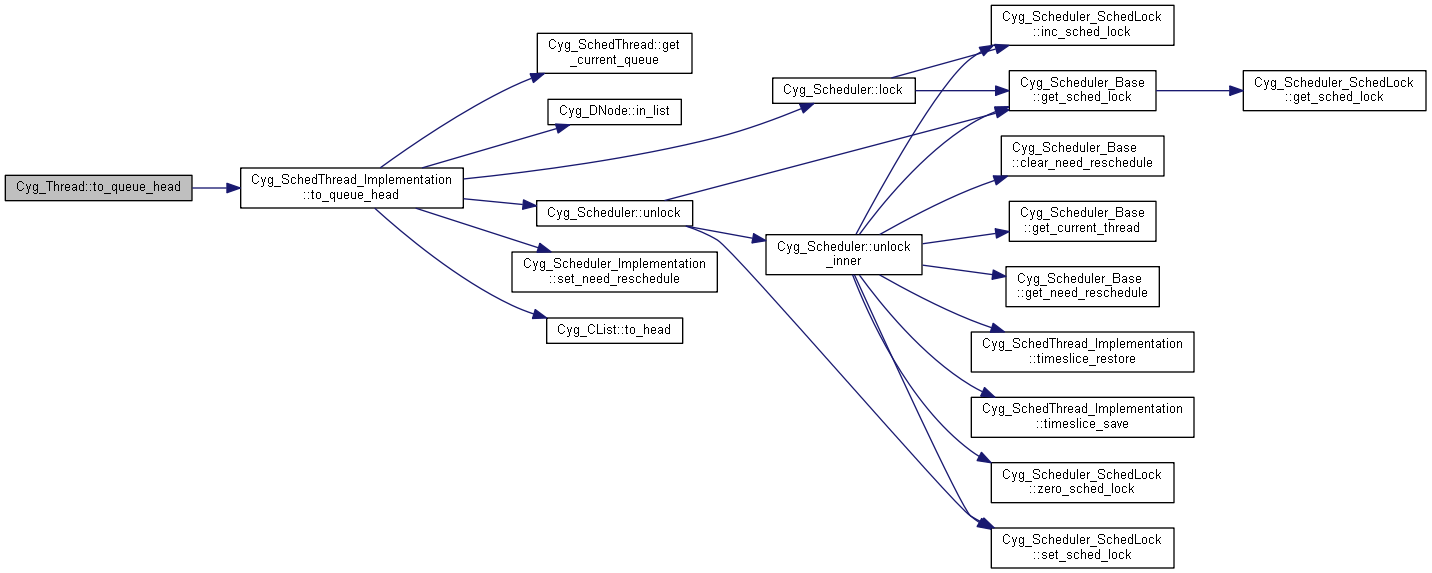 Cyg_Thread::to_queue_head
Cyg_SchedThread_Implementation
::to_queue_head
Cyg_SchedThread::get
_current_queue
Cyg_DNode::in_list
Cyg_Scheduler::lock
Cyg_Scheduler::unlock
Cyg_Scheduler_Implementation
::set_need_reschedule
Cyg_CList::to_head
Cyg_Scheduler::unlock
_inner
Cyg_Scheduler_SchedLock
::inc_sched_lock
Cyg_Scheduler_Base
::get_sched_lock
Cyg_Scheduler_Base
::clear_need_reschedule
Cyg_Scheduler_Base
::get_current_thread
Cyg_Scheduler_Base
::get_need_reschedule
Cyg_SchedThread_Implementation
::timeslice_restore
Cyg_SchedThread_Implementation
::timeslice_save
Cyg_Scheduler_SchedLock
::zero_sched_lock
Cyg_Scheduler_SchedLock
::set_sched_lock
Cyg_Scheduler_SchedLock
::get_sched_lock